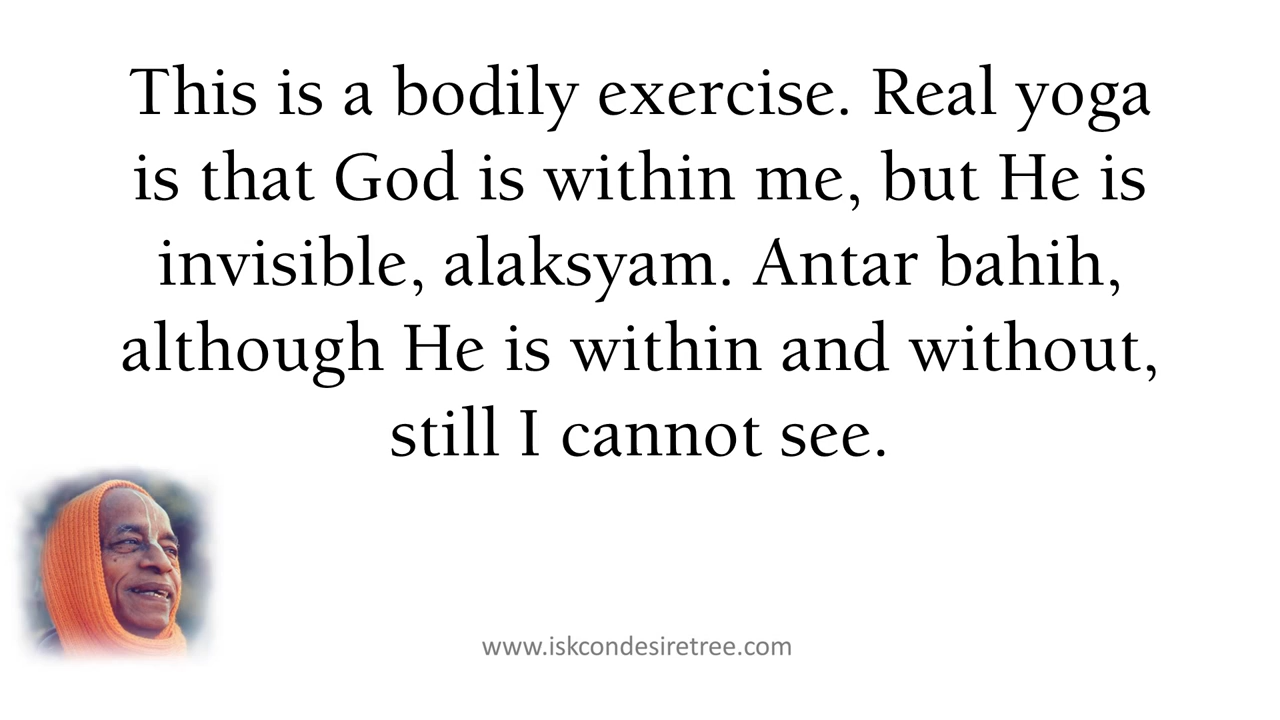 This is a bodily exercise. Real yoga
is that God is within me, but He is
invisible, alaksyam. Antar bahih,
although He is within and without,
still I cannot see.
www.iskcondesiretree.com